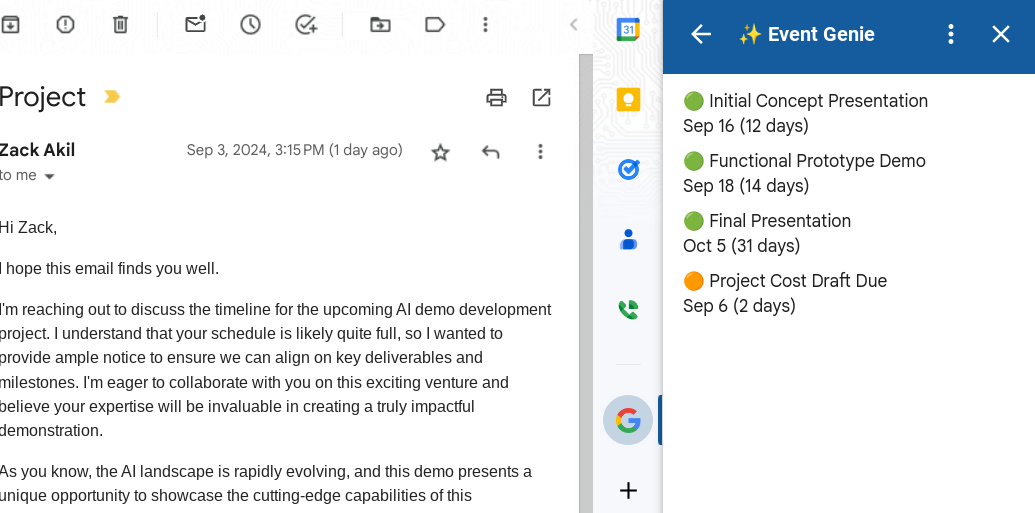 Project
Zack Akil
Sep 3, 2024, 3:15 PM (1 day ago)
to me
Hi Zack,
I hope this email finds you well.
I'm reaching out to discuss the timeline for the upcoming AI demo development
project. I understand that your schedule is likely quite full, so I wanted to
provide ample notice to ensure we can align on key deliverables and
milestones. I'm eager to collaborate with you on this exciting venture and
believe your expertise will be invaluable in creating a truly impactful
demonstration.
As you know, the AI landscape is rapidly evolving, and this demo presents a
unique opportunity to showcase the cutting-edge capabilities of this
31
✨ Event Genie
🟢 Initial Concept Presentation
Sep 16 (12 days)
🟢 Functional Prototype Demo
Sep 18 (14 days)
🟢 Final Presentation
Oct 5 (31 days)
🟠 Project Cost Draft Due
Sep 6 (2 days)